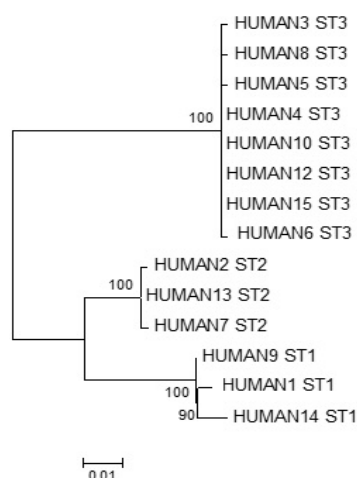 HUMAN3 ST3
HUMAN8 ST3
HUMAN5 ST3
100 HUMAN4 ST3
HUMAN10 ST3
HUMAN12 ST3
HUMAN15 ST3
HUMAN6 ST3
HUMAN2 ST2
100 HUMAN13 ST2
HUMAN7 ST2
HUMAN9 ST1
100 HUMAN1 ST1
90 HUMAN14 ST1
0.01